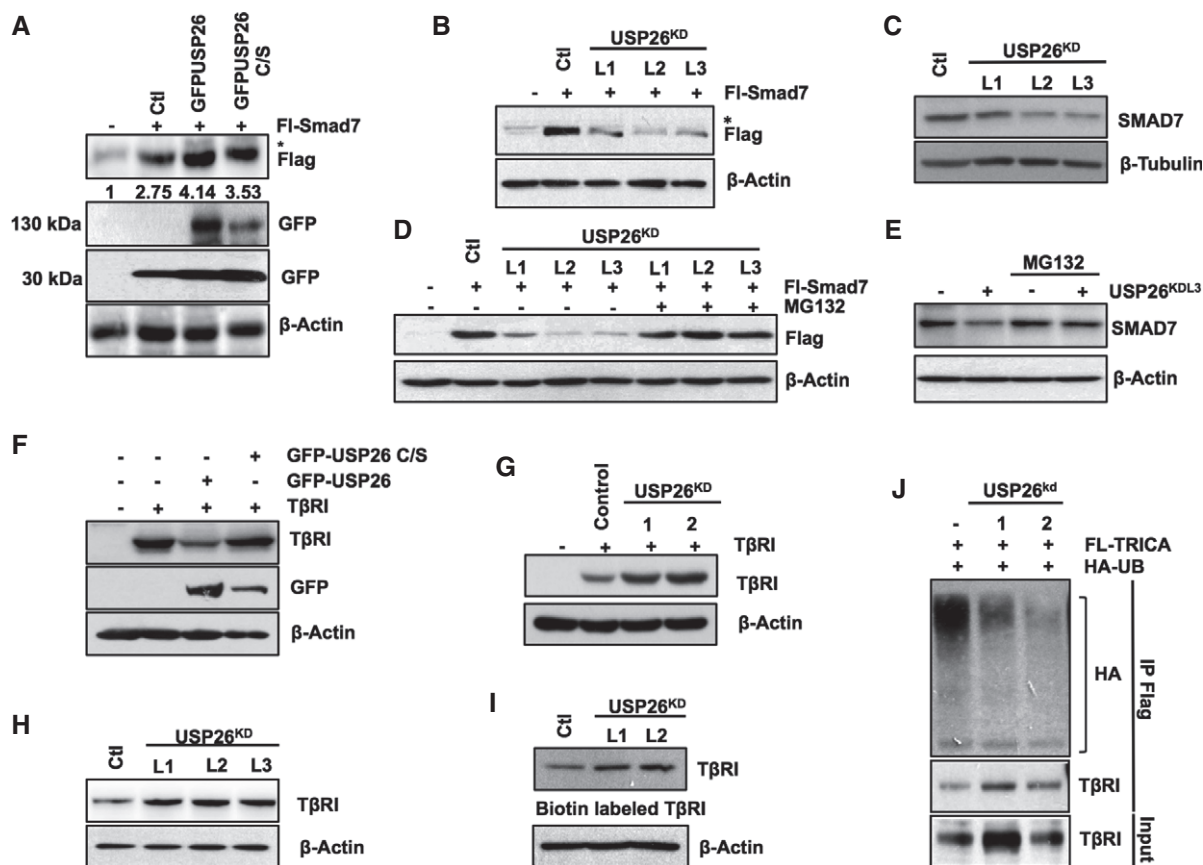 A
Ctl
GFPUSP26
GFPUSP26 C/S
- + + + Fl-Smad7
*
Flag
1 2.75 4.14 3.53
130 kDa GFP
30 kDa GFP
β-Actin
B
USP26KD
Ctl L1 L2 L3
- + + + + Fl-Smad7
*
Flag
β-Actin
C
USP26KD
Ctl L1 L2 L3
SMAD7
β-Tubulin
D
USP26KD
Ctl L1 L2 L3 L1 L2 L3
- + + + + + + + Fl-Smad7
- - - - - + + + MG132
Flag
β-Actin
E
MG132
- + - + USP26KDL3
SMAD7
β-Actin
F
- - - + GFP-USP26 C/S
- - + - GFP-USP26
- + + + TβRI
TβRI
GFP
β-Actin
G
USP26KD
Control 1 2
- + + + TβRI
TβRI
β-Actin
H
USP26KD
Ctl L1 L2 L3
TβRI
β-Actin
I
USP26KD
Ctl L1 L2
TβRI
Biotin labeled TβRI
β-Actin
J
USP26kd
- 1 2
+ + + FL-TRICA
+ + + HA-UB
HA
TβRI
IP Flag
TβRI
Input